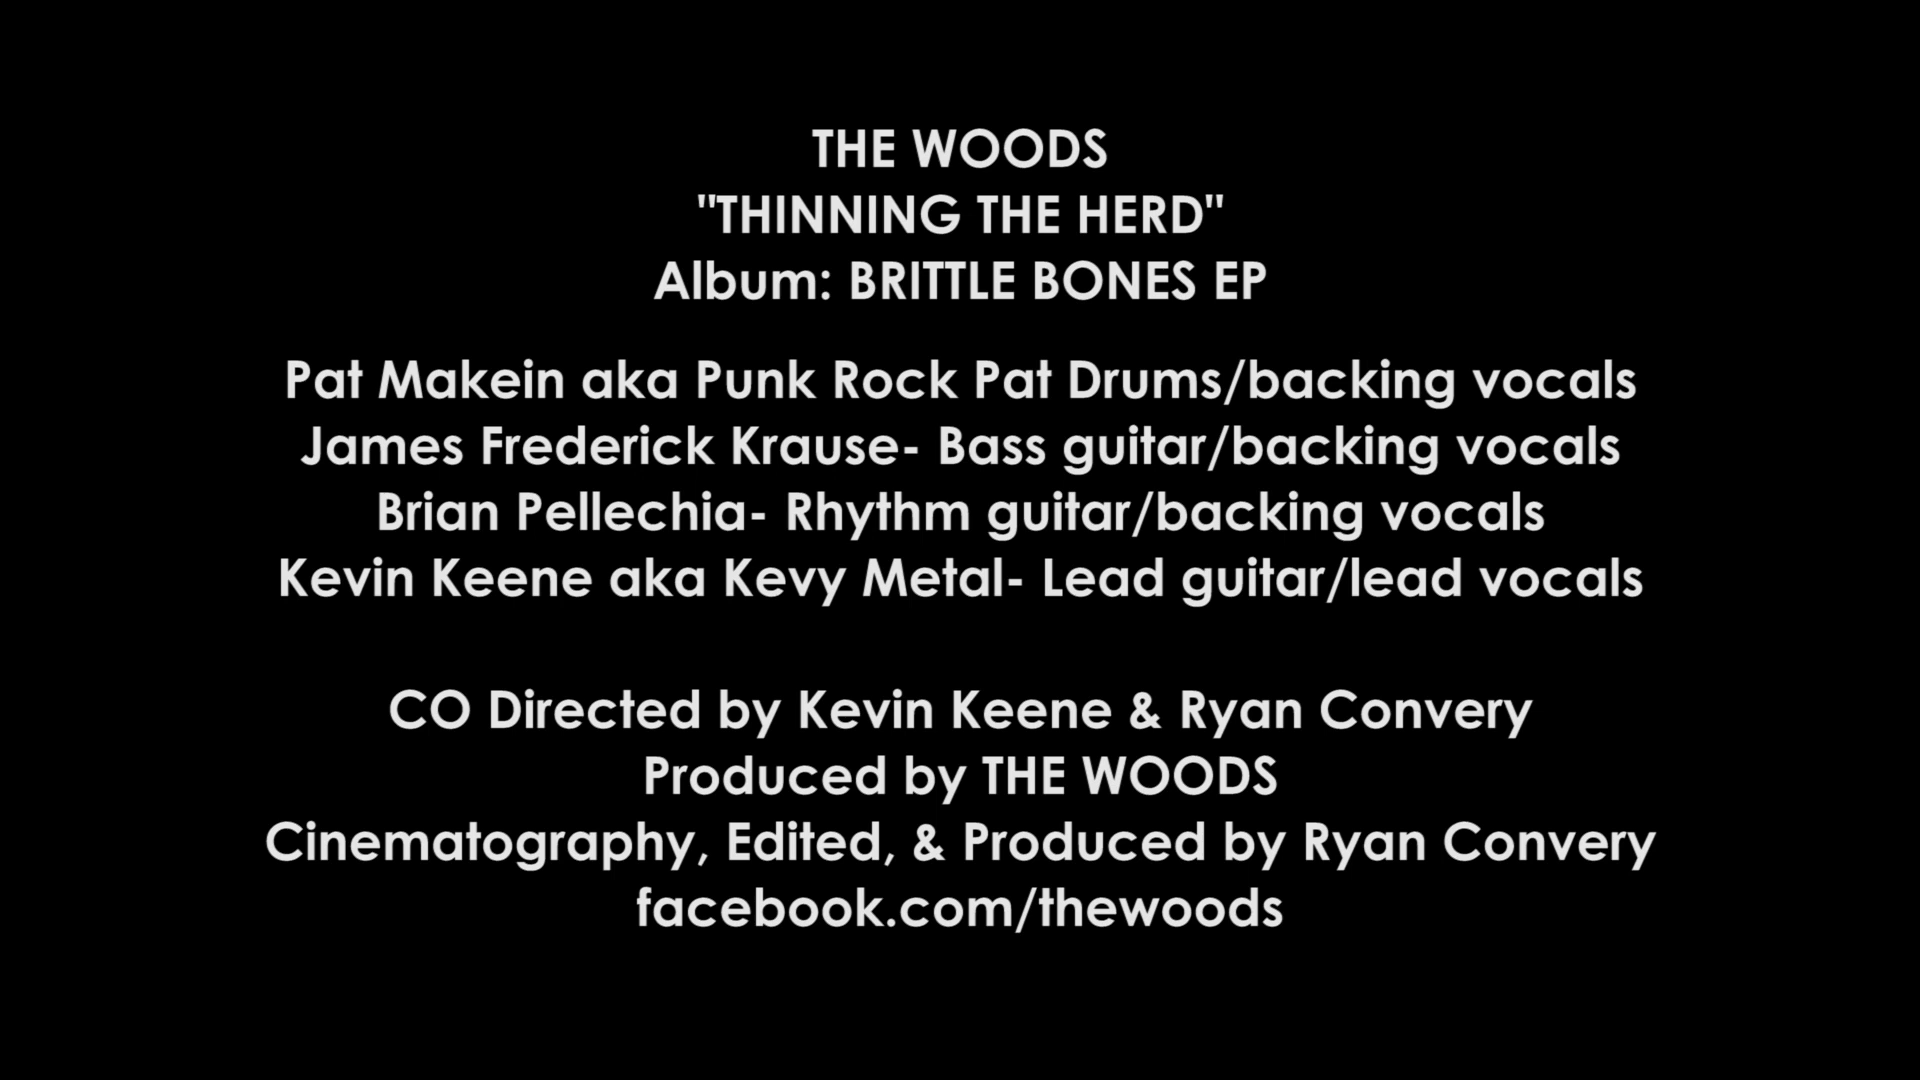 THE WOODS
"THINNING THE HERD"
Album: BRITTLE BONES EP
Pat Makein aka Punk Rock Pat Drums/backing vocals
James Frederick Krause- Bass guitar/backing vocals
Brian Pellechia- Rhythm guitar/backing vocals
Kevin Keene aka Kevy Metal- Lead guitar/lead vocals
CO Directed by Kevin Keene & Ryan Convery
Produced by THE WOODS
Cinematography, Edited, & Produced by Ryan Convery
facebook.com/thewoods